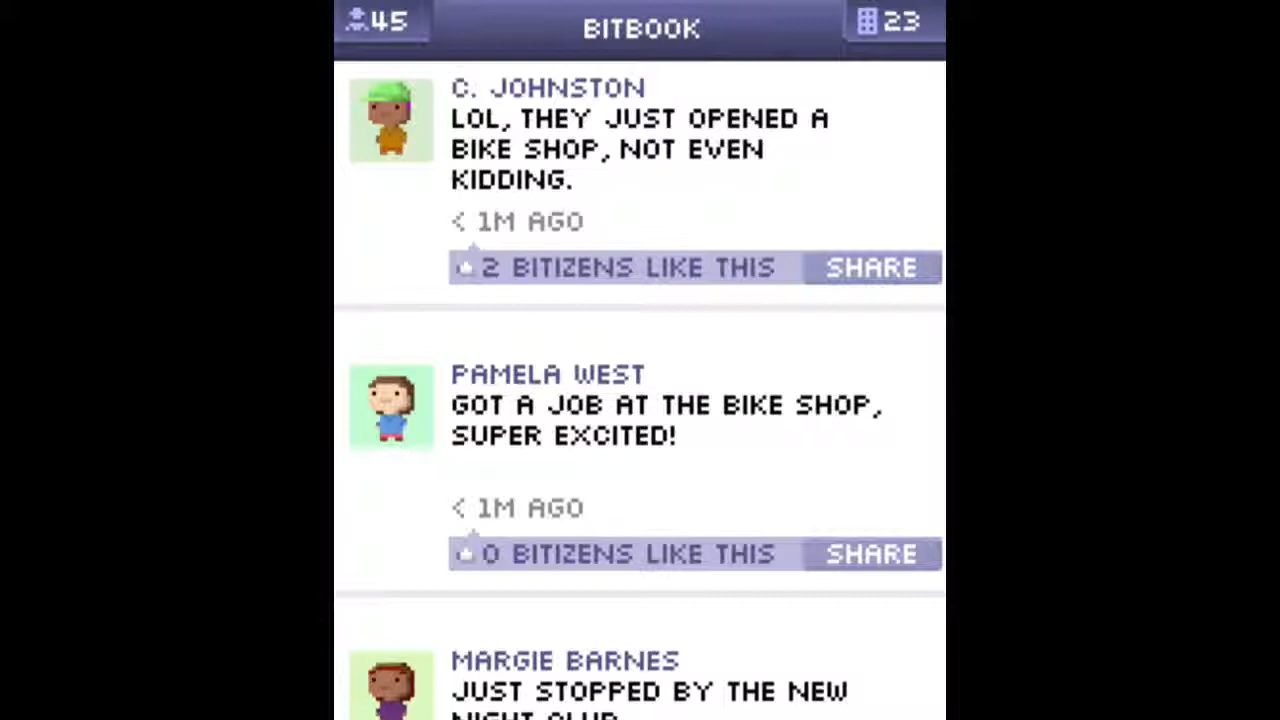 45
BITBOOK
23
C. JOHNSTON
LOL, THEY JUST OPENED A
BIKE SHOP, NOT EVEN
KIDDING.
< 1M AGO
2 BITIZENS LIKE THIS
SHARE
PAMELA WEST
GOT A JOB AT THE BIKE SHOP,
SUPER EXCITED!
< 1M AGO
0 BITIZENS LIKE THIS
SHARE
MARGIE BARNES
JUST STOPPED BY THE NEW